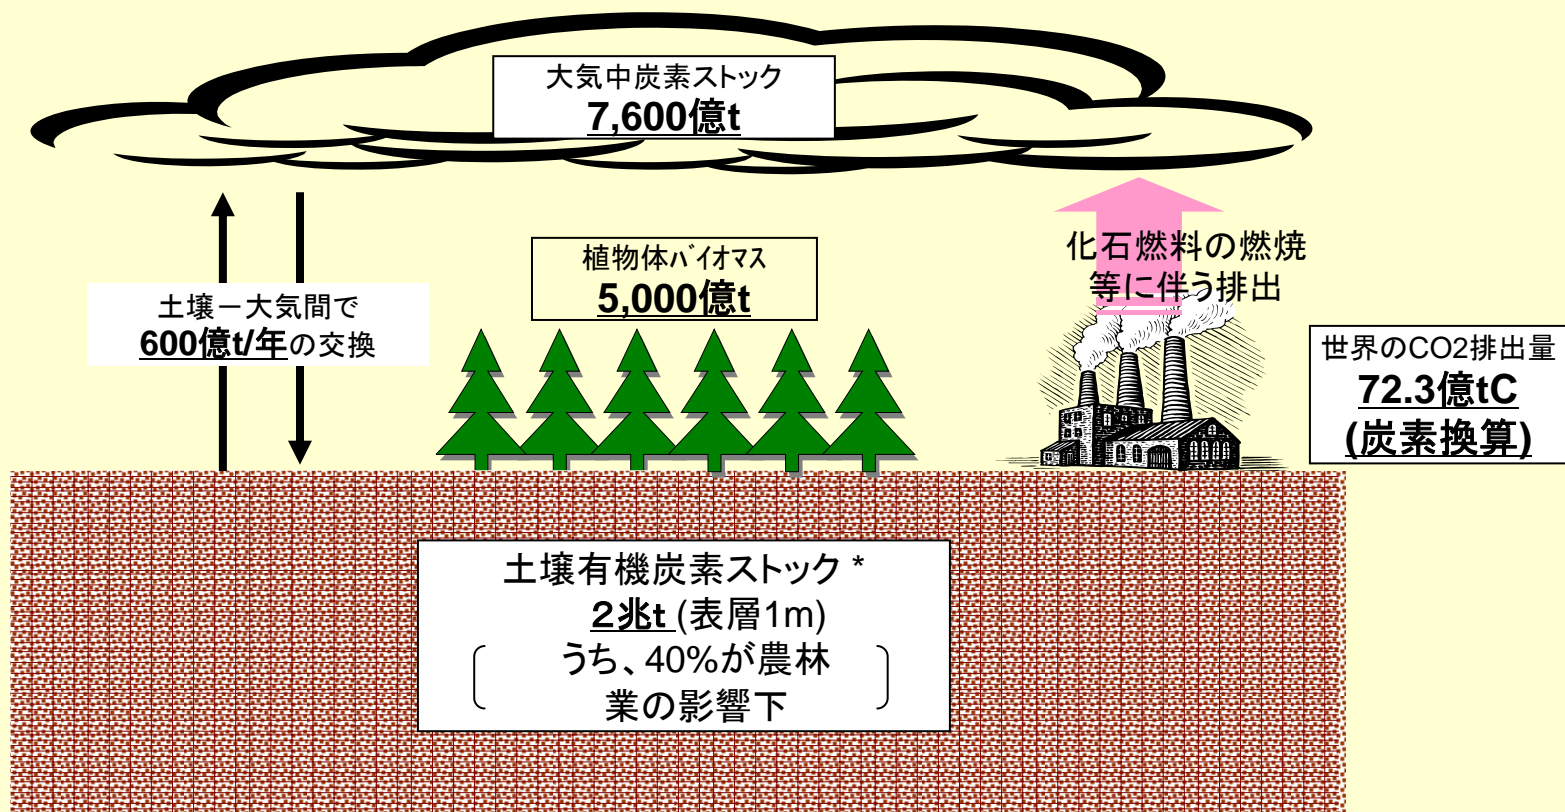 大気中炭素ストック
7,600億t
植物体ﾊﾞｲｵﾏｽ
5,000億t
化石燃料の燃焼
等に伴う排出
土壌－大気間で
600億t/年の交換
世界のCO2排出量
72.3億tC
(炭素換算)
土壌有機炭素ストック *
２兆t (表層1m)
うち、40%が農林
業の影響下